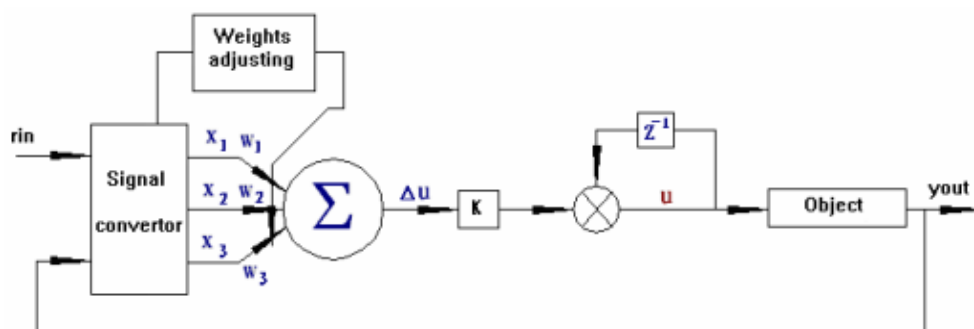 Weights
adjusting
rin
Signal
convertor
X1 W1
X2 W2
X3
W3
Σ
Δu
K
Z⁻¹
u
Object
yout